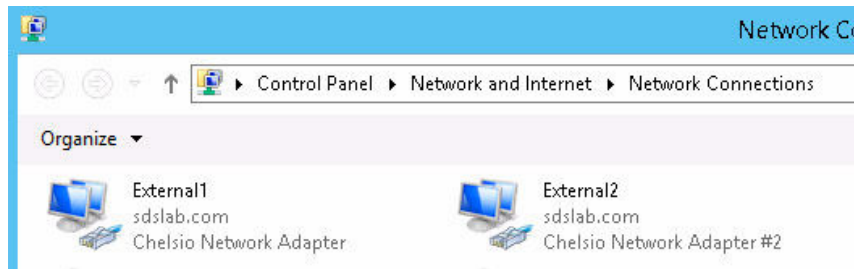 Network Co
Control Panel Network and Internet Network Connections
Organize
External1
sdslab.com
Chelsio Network Adapter
External2
sdslab.com
Chelsio Network Adapter #2